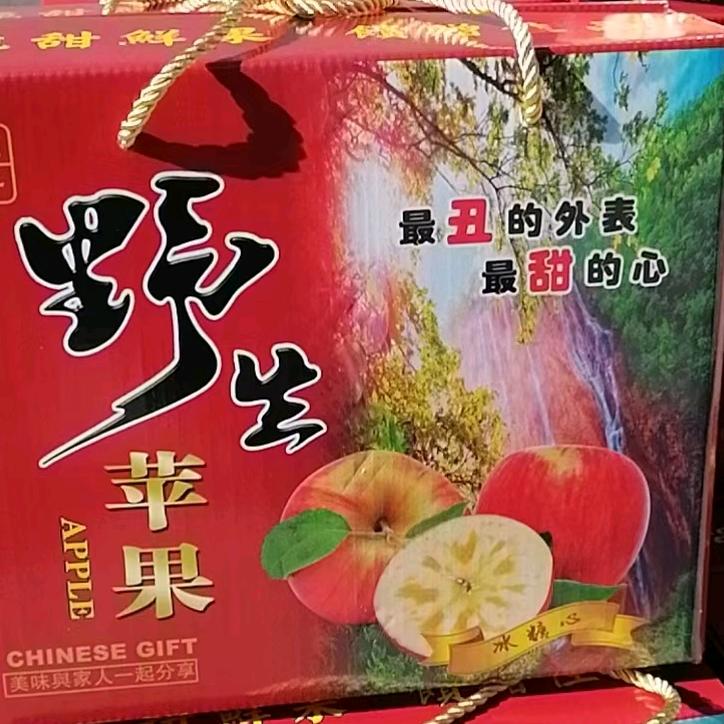 甜鮮果
野生
苹果
APPLE
CHINESE GIFT
美味與家人一起分享
最丑的外表
最甜的心
冰糖心